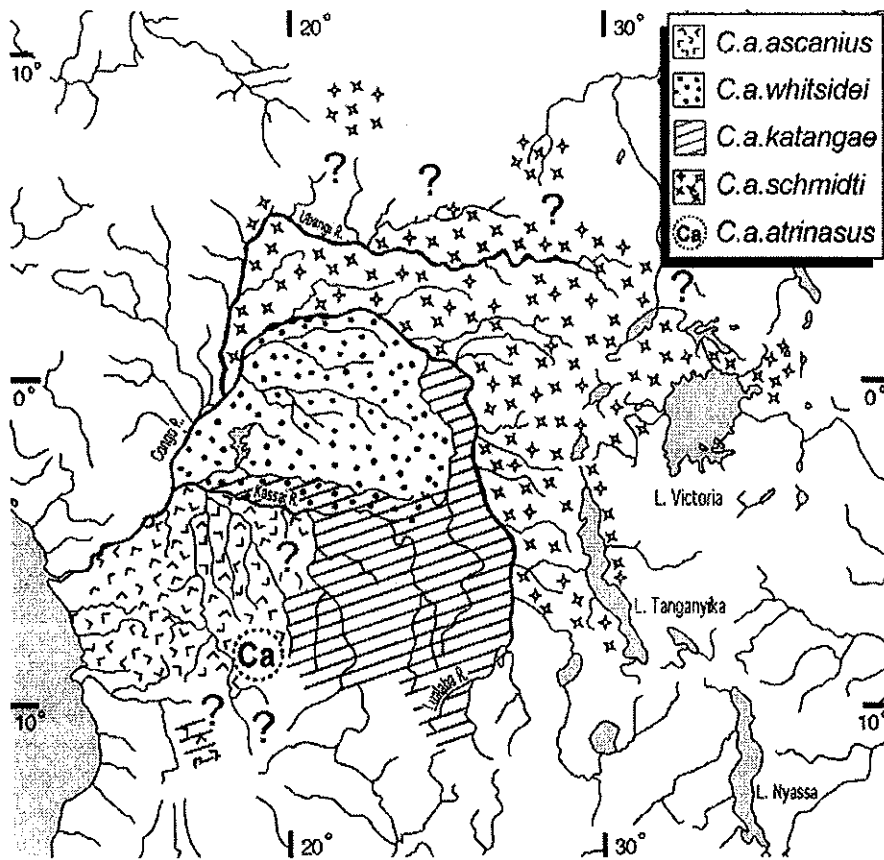 20°
30°
10°
C.a.ascanius
C.a.whitsidei
C.a.katangae
C.a.schmidti
Ca
C.a.atrinasus
?
?
?
Ubangi R.
?
0°
0°
Congo R.
Kassai R.
L. Victoria
?
L. Tanganyika
Ca
Lualaba R.
10°
10°
?
?
L. Nyassa
20°
30°